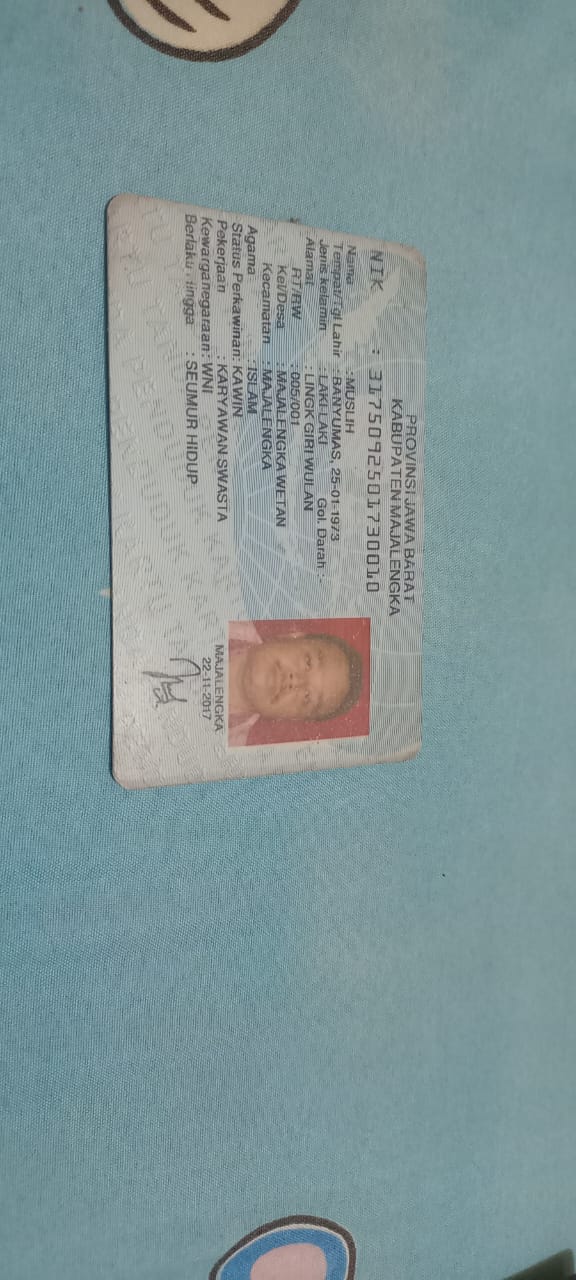 PROVINSI JAWA BARAT
KABUPATEN MAJALENGKA
NIK : 3175092501730010
Nama : MUSLIH
Tempat/Tgl Lahir : BANYUMAS, 25-01-1973
Jenis kelamin : LAKI-LAKI Gol. Darah : -
Alamat : LINGK GIRI WULAN
RT/RW : 005/001
Kel/Desa : MAJALENGKA WETAN
Kecamatan : MAJALENGKA
Agama : ISLAM
Status Perkawinan: KAWIN
Pekerjaan : KARYAWAN SWASTA
Kewarganegaraan: WNI
Berlaku Hingga : SEUMUR HIDUP
MAJALENGKA
22-11-2017